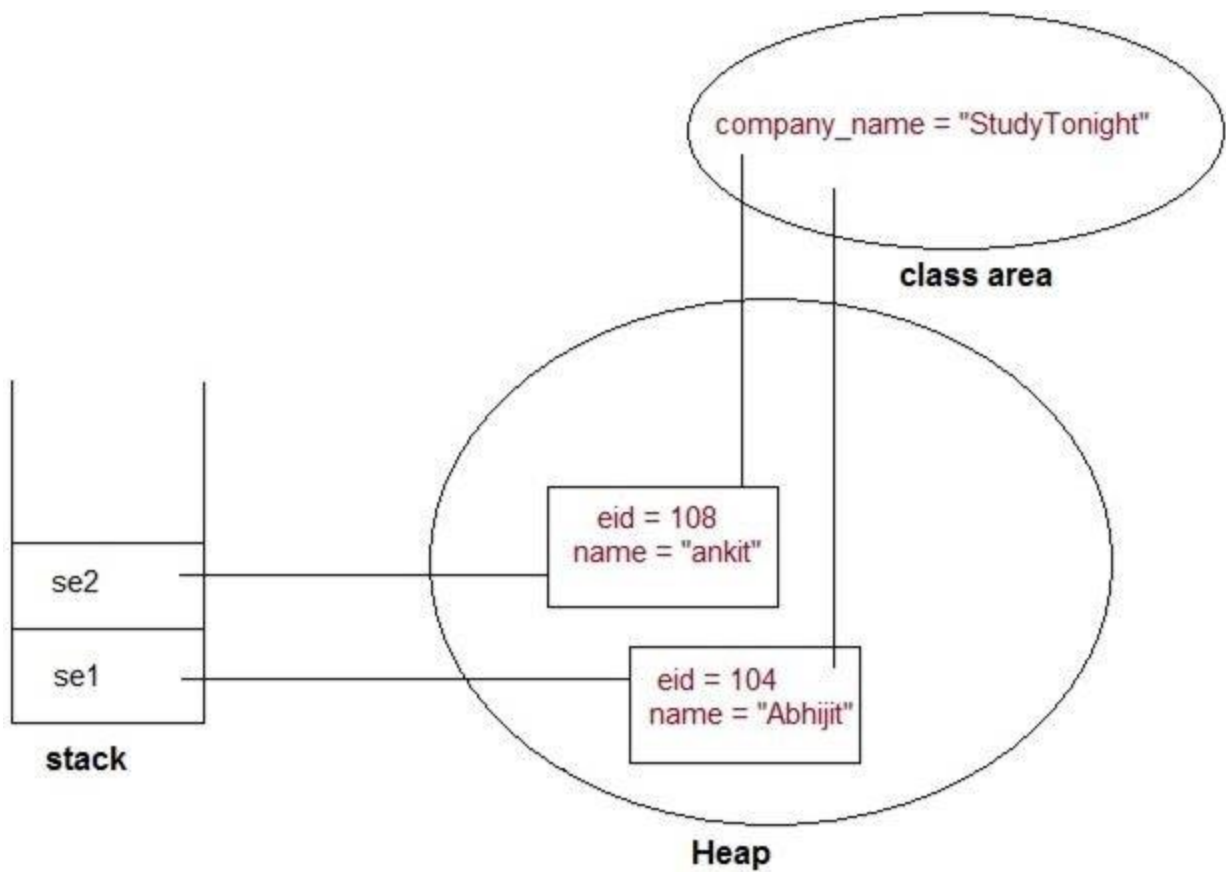 company_name = "StudyTonight"
class area
eid = 108
name = "ankit"
se2
se1
eid = 104
name = "Abhijit"
stack
Heap